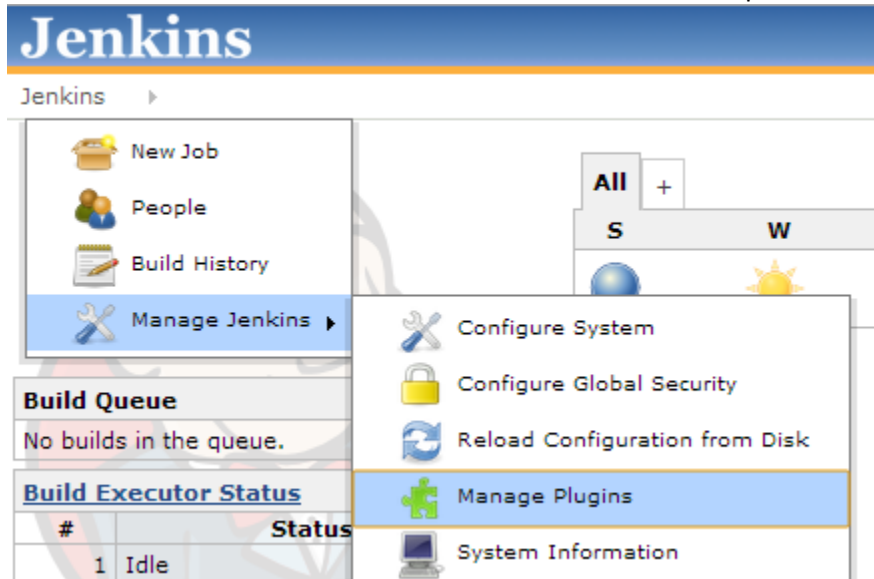 Jenkins
Jenkins
New Job
People
Build History
Manage Jenkins
All +
S W
Configure System
Configure Global Security
Reload Configuration from Disk
Manage Plugins
System Information
Build Queue
No builds in the queue.
Build Executor Status
# Status
1 Idle